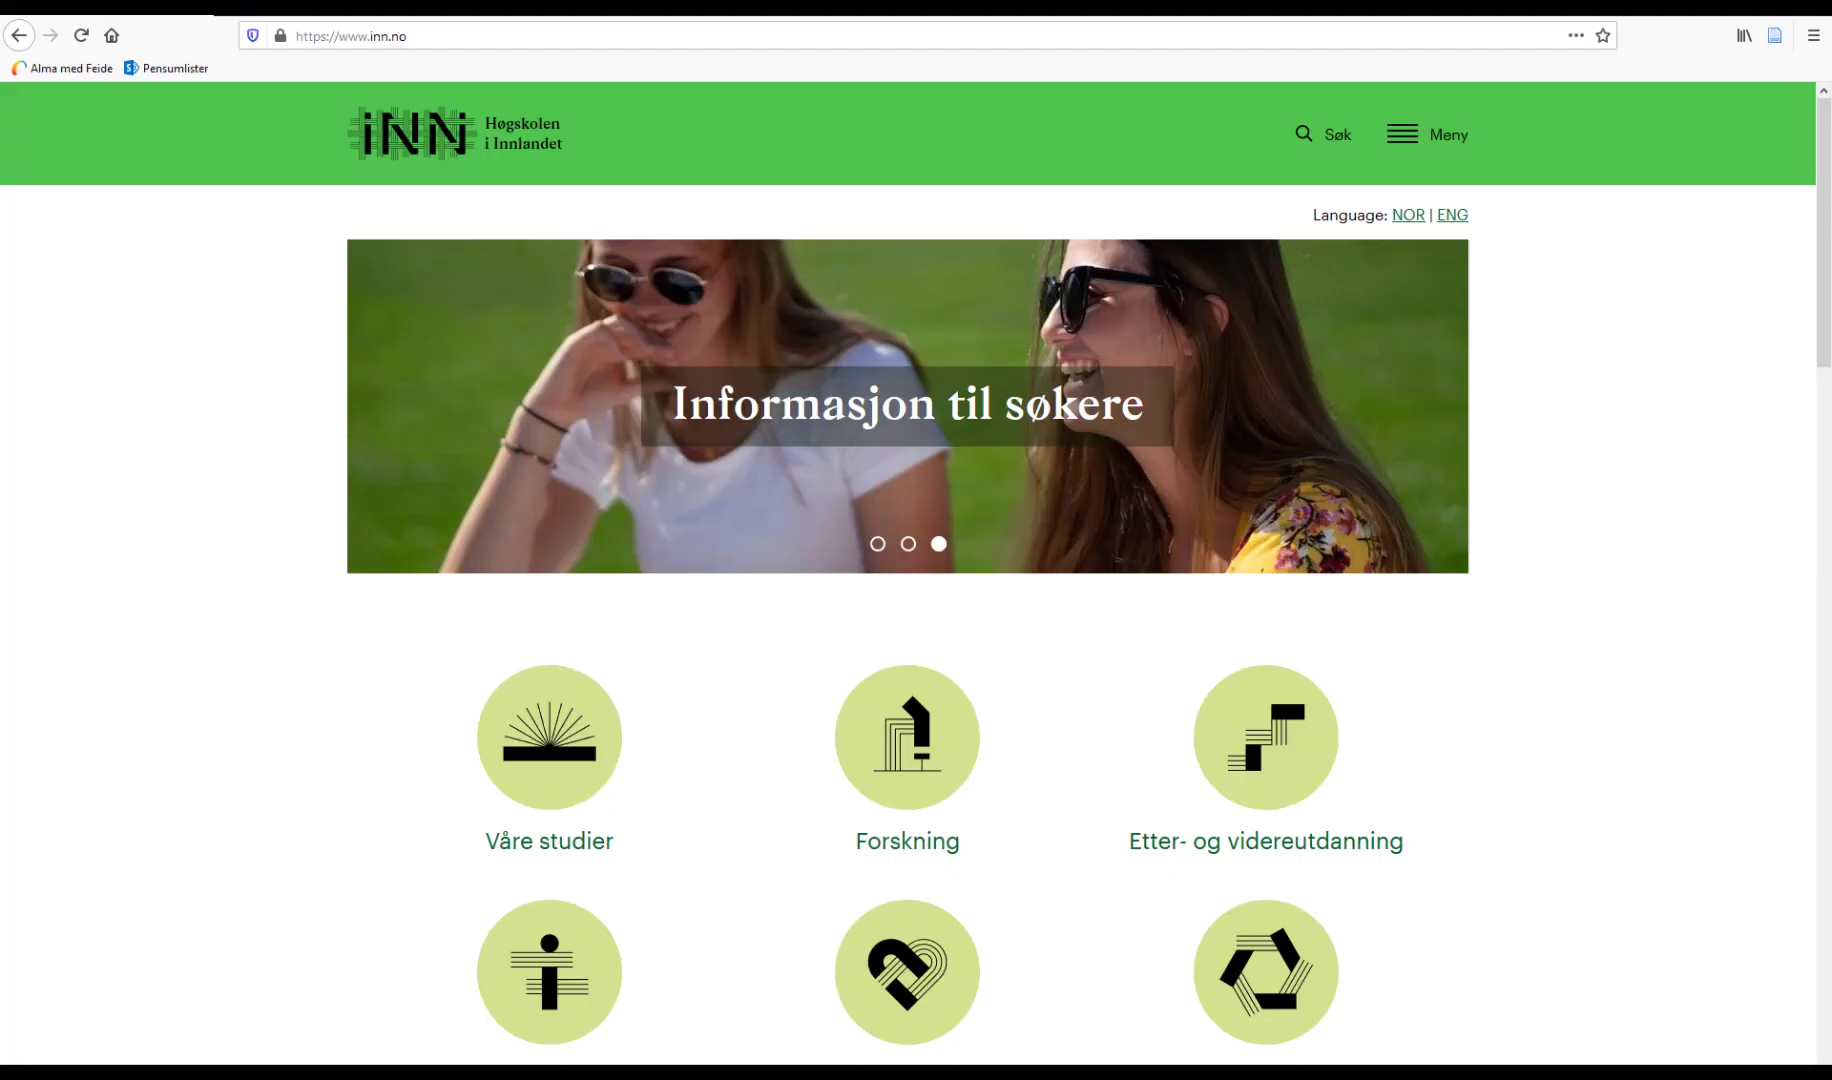 https://www.inn.no
Alma med Feide Pensumlister
iNNi Høgskolen
i Innlandet
Søk Meny
Language: NOR | ENG
Informasjon til søkere
Våre studier Forskning Etter- og videreutdanning